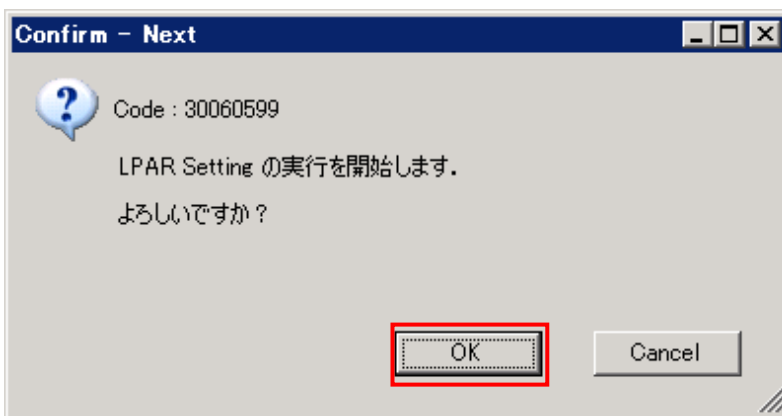 Confirm - Next
Code : 30060599
LPAR Setting の実行を開始します.
よろしいですか？
OK
Cancel